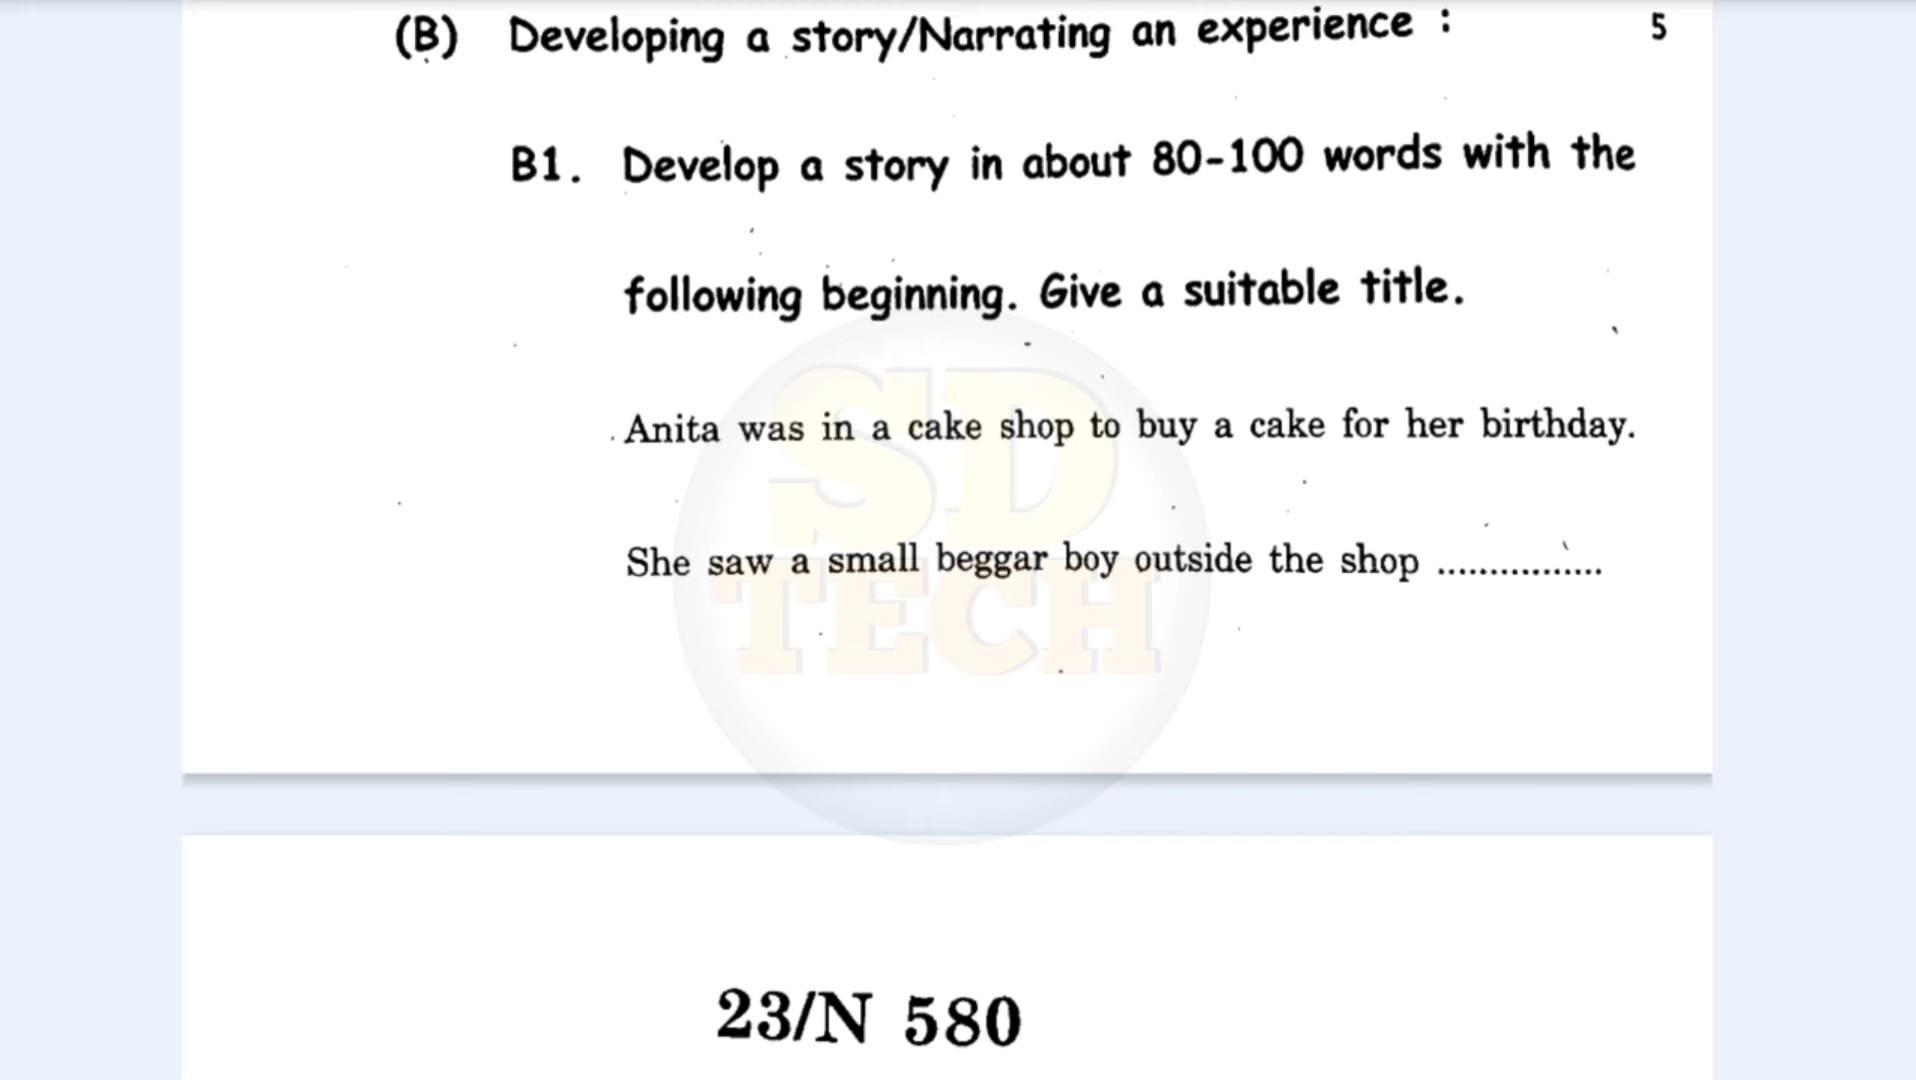 (B) Developing a story/Narrating an experience : 5
B1. Develop a story in about 80-100 words with the
following beginning. Give a suitable title.
Anita was in a cake shop to buy a cake for her birthday.
She saw a small beggar boy outside the shop ................
SD
TECH
23/N 580